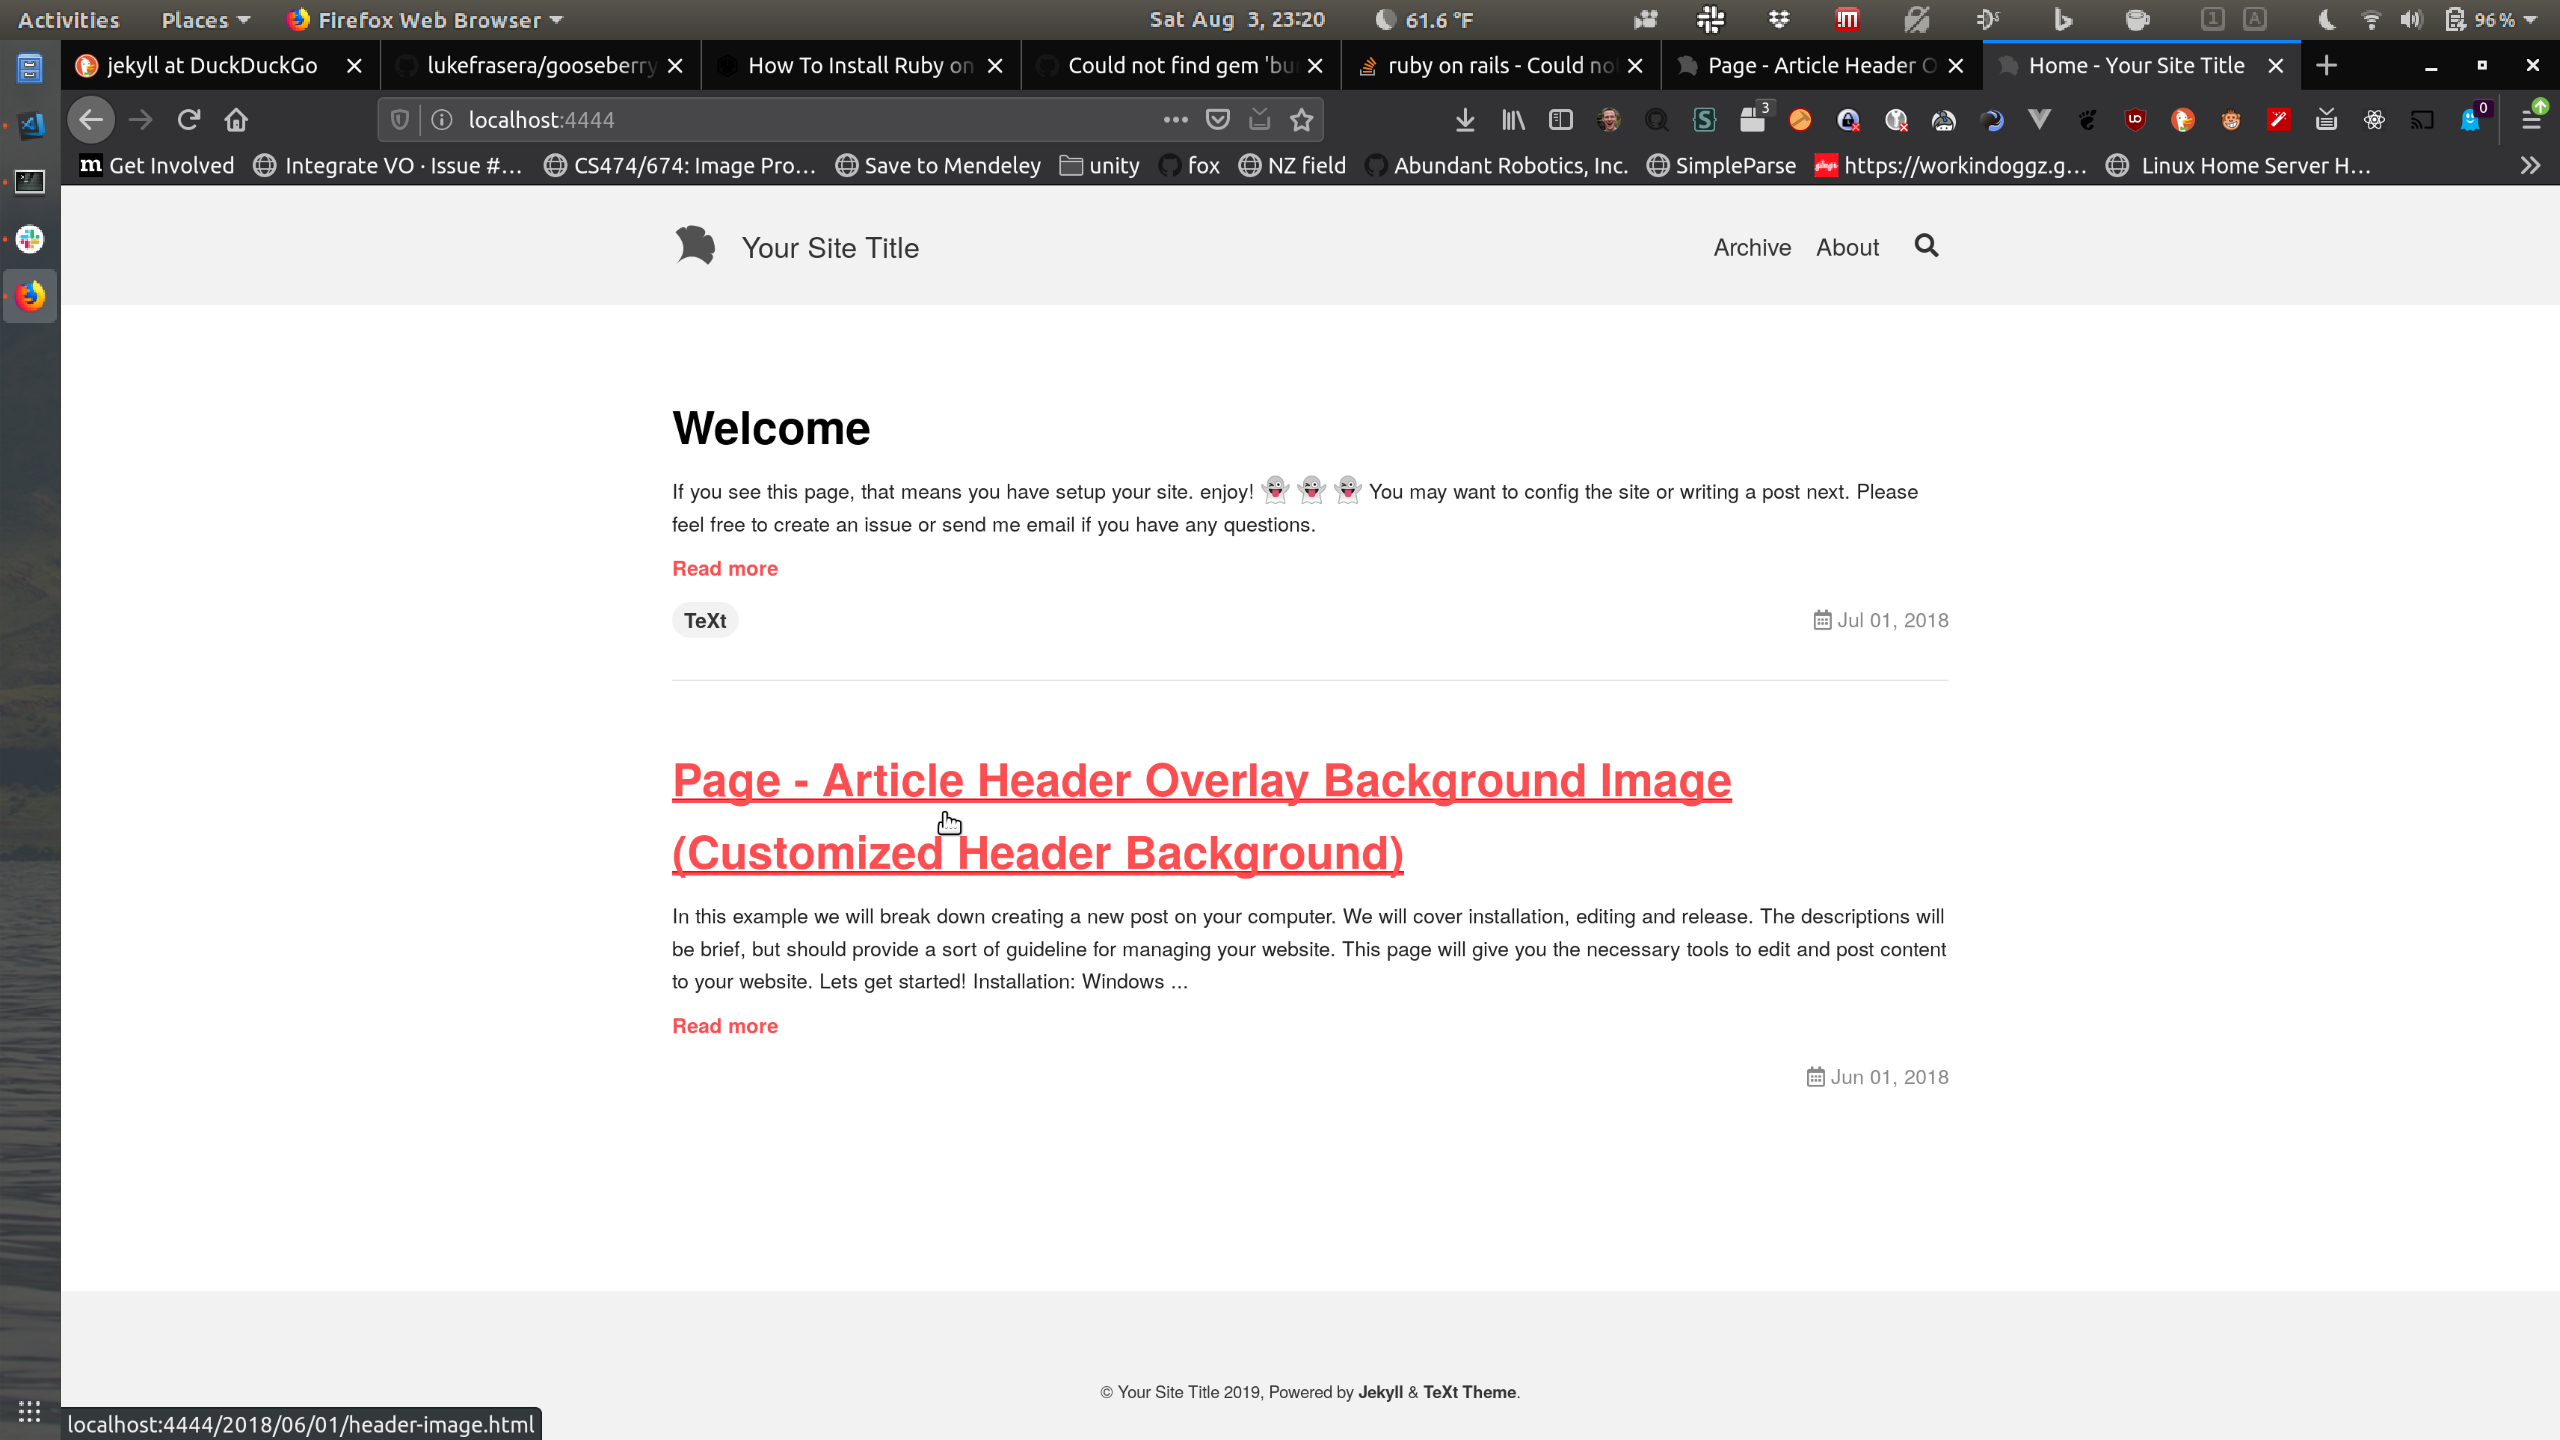 Activities Places Firefox Web Browser Sat Aug 3, 23:20 61.6 °F 1 A 96 %
jekyll at DuckDuckGo lukefrasera/gooseberry How To Install Ruby on Could not find gem 'bu ruby on rails - Could no Page - Article Header O Home - Your Site Title
localhost:4444 3 0
m Get Involved Integrate VO · Issue #… CS474/674: Image Pro… Save to Mendeley unity fox NZ field Abundant Robotics, Inc. SimpleParse https://workindoggz.g… Linux Home Server H…
Your Site Title Archive About
Welcome
If you see this page, that means you have setup your site. enjoy! 👻 👻 👻 You may want to config the site or writing a post next. Please
feel free to create an issue or send me email if you have any questions.
Read more
TeXt Jul 01, 2018
Page - Article Header Overlay Background Image
(Customized Header Background)
In this example we will break down creating a new post on your computer. We will cover installation, editing and release. The descriptions will
be brief, but should provide a sort of guideline for managing your website. This page will give you the necessary tools to edit and post content
to your website. Lets get started! Installation: Windows ...
Read more
Jun 01, 2018
© Your Site Title 2019, Powered by Jekyll & TeXt Theme.
localhost:4444/2018/06/01/header-image.html